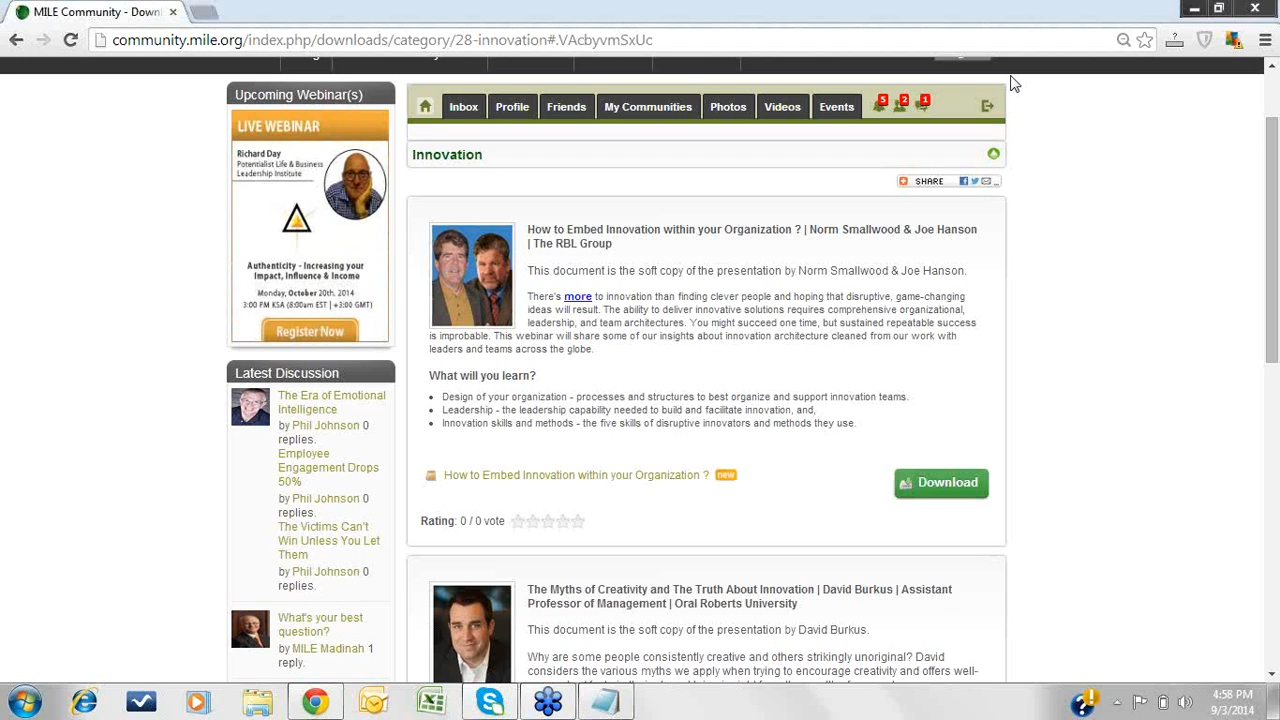 MILE Community - Down
community.mile.org/index.php/downloads/category/28-innovation#.VAcbyvmSxUc
Upcoming Webinar(s)
LIVE WEBINAR
Richard Day
Potentialist Life & Business
Leadership Institute
Authenticity - Increasing your
Impact, Influence & Income
Monday, October 20th. 2014
3:00 PM KSA (8:00am EST | +3:00 GMT)
Register Now
Latest Discussion
The Era of Emotional
Intelligence
by Phil Johnson 0
replies.
Employee
Engagement Drops
50%
by Phil Johnson 0
replies.
The Victims Can't
Win Unless You Let
Them
by Phil Johnson 0
replies.
What's your best
question?
by MILE Madinah 1
reply.
Inbox Profile Friends My Communities Photos Videos Events 5 2 1
Innovation
SHARE
How to Embed Innovation within your Organization ? | Norm Smallwood & Joe Hanson
| The RBL Group
This document is the soft copy of the presentation by Norm Smallwood & Joe Hanson.
There's more to innovation than finding clever people and hoping that disruptive, game-changing
ideas will result. The ability to deliver innovative solutions requires comprehensive organizational,
leadership, and team architectures. You might succeed one time, but sustained repeatable success
is improbable. This webinar will share some of our insights about innovation architecture cleaned from our work with
leaders and teams across the globe.
What will you learn?
• Design of your organization - processes and structures to best organize and support innovation teams.
• Leadership - the leadership capability needed to build and facilitate innovation, and,
• Innovation skills and methods - the five skills of disruptive innovators and methods they use.
How to Embed Innovation within your Organization ? new
Download
Rating: 0 / 0 vote
The Myths of Creativity and The Truth About Innovation | David Burkus | Assistant
Professor of Management | Oral Roberts University
This document is the soft copy of the presentation by David Burkus.
Why are some people consistently creative and others strikingly unoriginal? David
considers the various myths we apply when trying to encourage creativity and offers well-
4:58 PM
9/3/2014